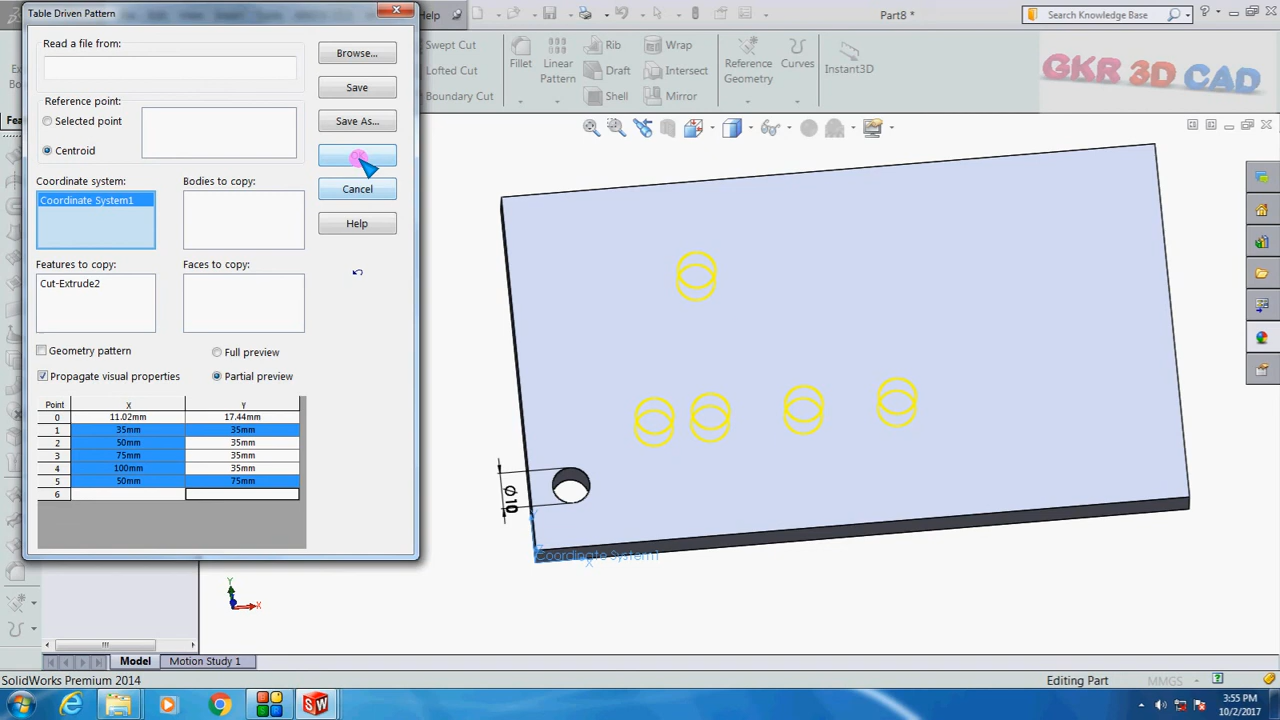 Table Driven Pattern
Help
Part8 *
Search Knowledge Base
Read a file from:
Browse...
Save
Reference point:
Selected point
Save As...
Centroid
Coordinate system:
Bodies to copy:
Cancel
Coordinate System1
Help
Features to copy:
Faces to copy:
Cut-Extrude2
Geometry pattern
Full preview
Propagate visual properties
Partial preview
Point X Y
0 11.02mm 17.44mm
1 35mm 35mm
2 50mm 35mm
3 75mm 35mm
4 100mm 35mm
5 50mm 75mm
6
Swept Cut
Lofted Cut
Boundary Cut
Fillet
Linear
Pattern
Rib
Draft
Shell
Wrap
Intersect
Mirror
Reference
Geometry
Curves
Instant3D
GKR 3D CAD
Ø10
Coordinate System1
X
Y
X
Model
Motion Study 1
SolidWorks Premium 2014
Editing Part
MMGS
3:55 PM
10/2/2017